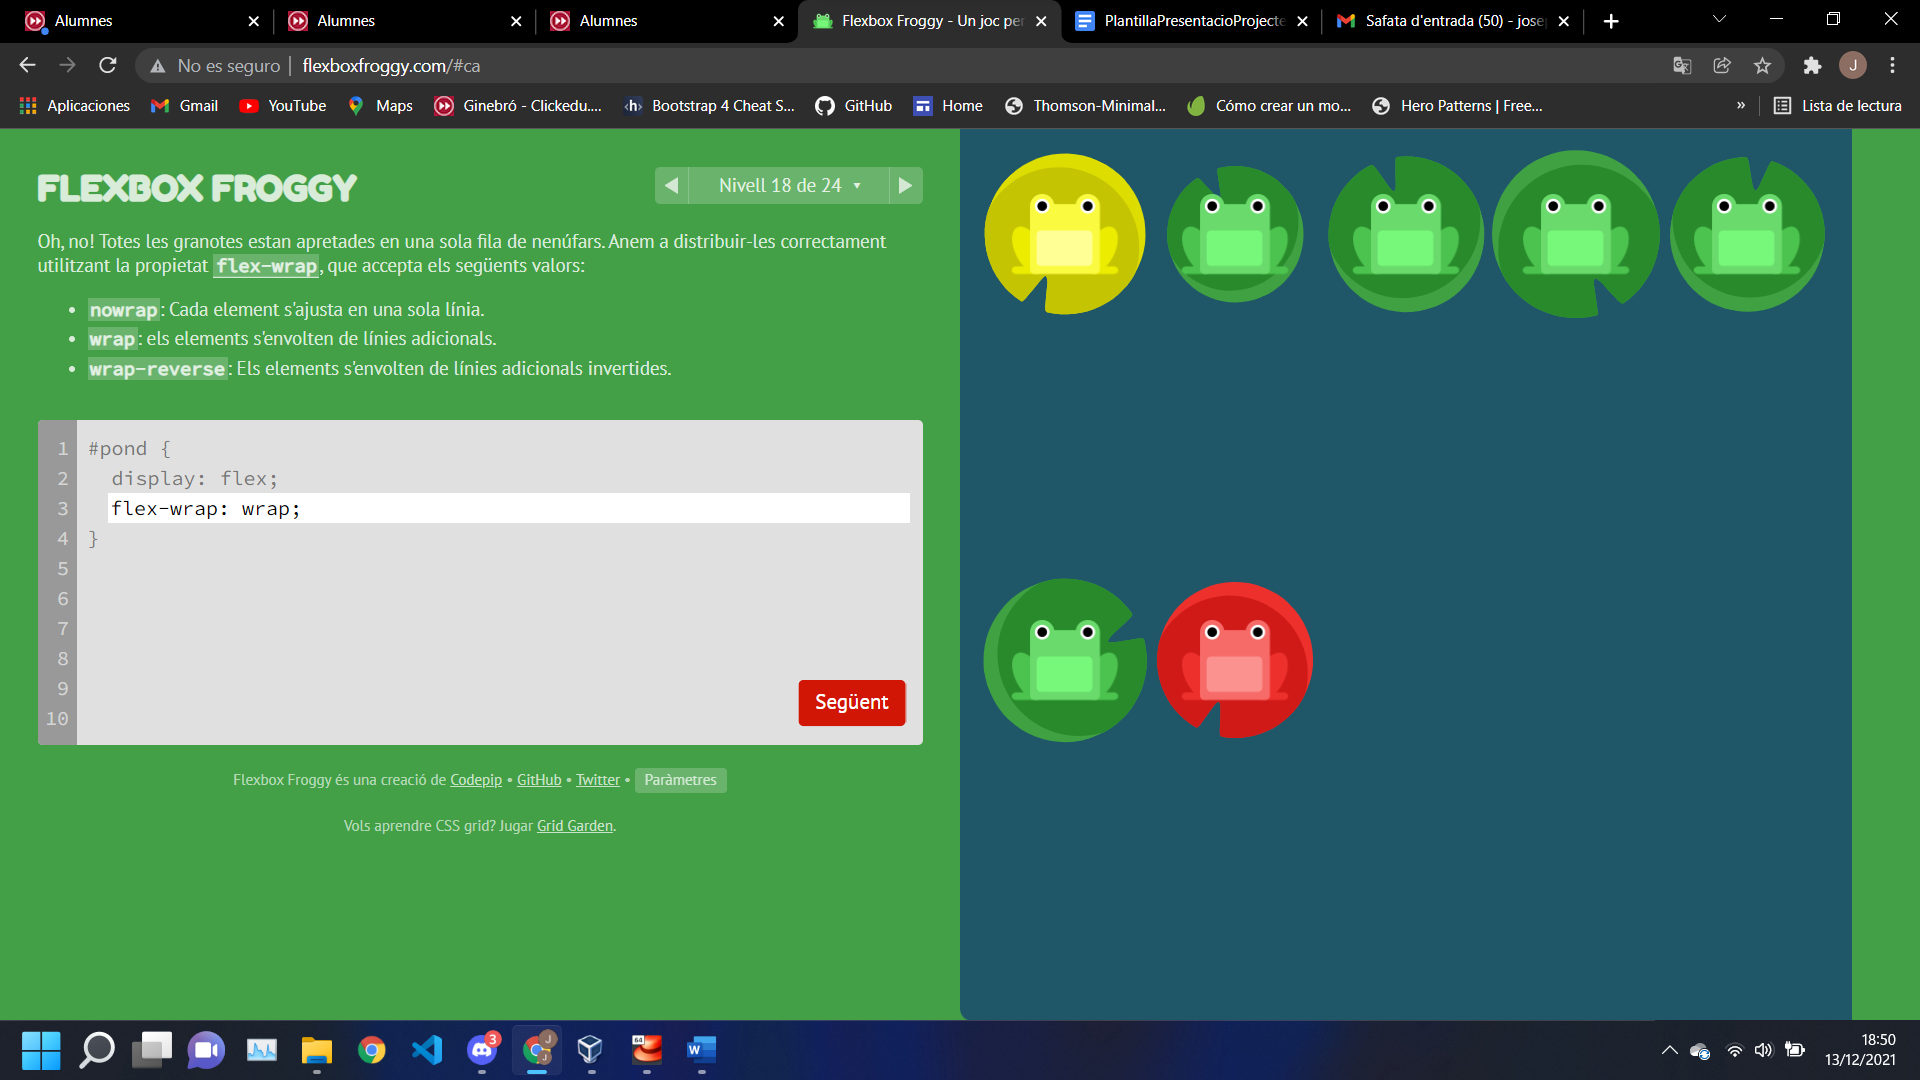 Alumnes
Alumnes
Alumnes
Flexbox Froggy - Un joc per
PlantillaPresentacioProjecte
Safata d'entrada (50) - josep
No es seguro | flexboxfroggy.com/#ca
J
Aplicaciones
Gmail
YouTube
Maps
Ginebró - Clickedu....
Bootstrap 4 Cheat S...
GitHub
Home
Thomson-Minimal...
Cómo crear un mo...
Hero Patterns | Free...
»
Lista de lectura
FLEXBOX FROGGY
Nivell 18 de 24
Oh, no! Totes les granotes estan apretades en una sola fila de nenúfars. Anem a distribuir-les correctament
utilitzant la propietat flex-wrap, que accepta els següents valors:
• nowrap: Cada element s'ajusta en una sola línia.
• wrap: els elements s'envolten de línies adicionals.
• wrap-reverse: Els elements s'envolten de línies adicionals invertides.
1 #pond {
2 display: flex;
3 flex-wrap: wrap;
4 }
5
6
7
8
9
10
Següent
Flexbox Froggy és una creació de Codepip • GitHub • Twitter • Paràmetres
Vols aprendre CSS grid? Jugar Grid Garden.
3
J
J
64
W
18:50
13/12/2021